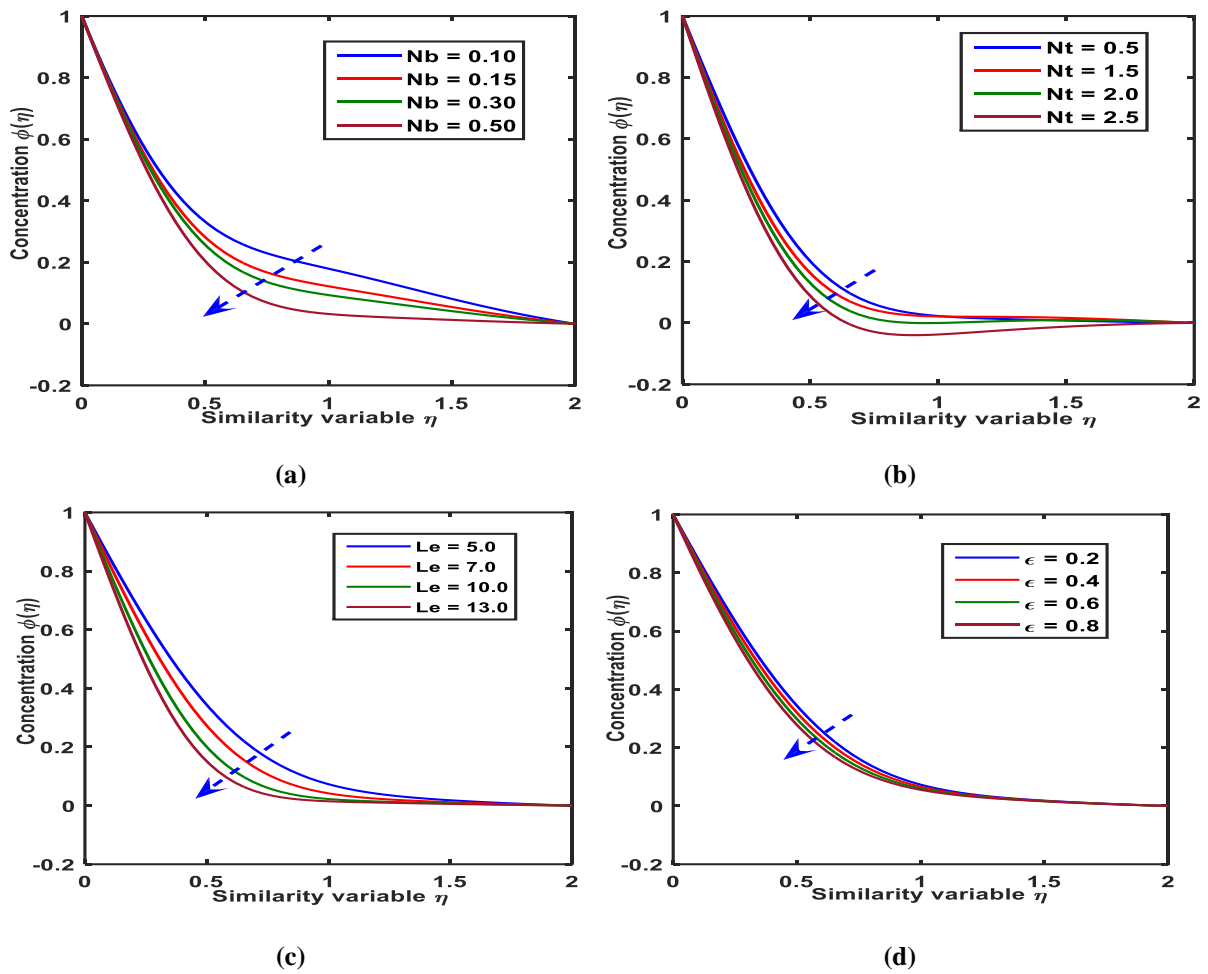 1
0.8
0.6
0.4
0.2
0
-0.2
0
0.5
1
1.5
2
Concentration ϕ(η)
Similarity variable η
Nb = 0.10
Nb = 0.15
Nb = 0.30
Nb = 0.50
(a)
1
0.8
0.6
0.4
0.2
0
-0.2
0
0.5
1
1.5
2
Concentration ϕ(η)
Similarity variable η
Nt = 0.5
Nt = 1.5
Nt = 2.0
Nt = 2.5
(b)
1
0.8
0.6
0.4
0.2
0
-0.2
0
0.5
1
1.5
2
Concentration ϕ(η)
Similarity variable η
Le = 5.0
Le = 7.0
Le = 10.0
Le = 13.0
(c)
1
0.8
0.6
0.4
0.2
0
-0.2
0
0.5
1
1.5
2
Concentration ϕ(η)
Similarity variable η
ϵ = 0.2
ϵ = 0.4
ϵ = 0.6
ϵ = 0.8
(d)